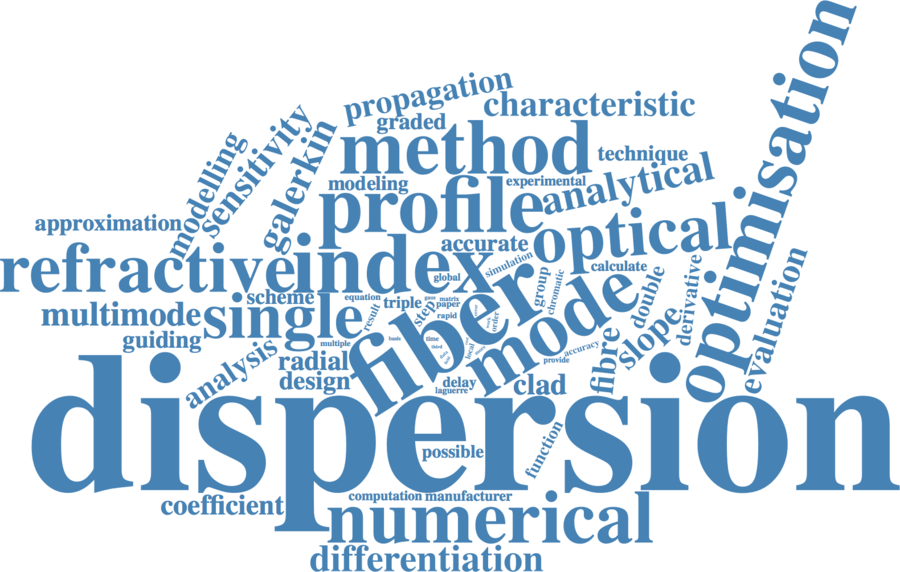 optimisation
propagation
characteristic
graded
method
technique
modelling
sensitivity
galerkin
modeling
experimental
analytical
profile
approximation
accurate
optical
refractive
index
global
simulation
calculate
group
chromatic
double
derivative
evaluation
scheme
equation
triple
step
matrix
paper
rapid
order
multimode
single
result
fiber
mode
slope
fibre
guiding
multiple
basic
time
third
local
accuracy
provide
analysis
radial
design
delay
laguerre
clad
dispersion
possible
function
coefficient
computation
manufacturer
numerical
differentiation